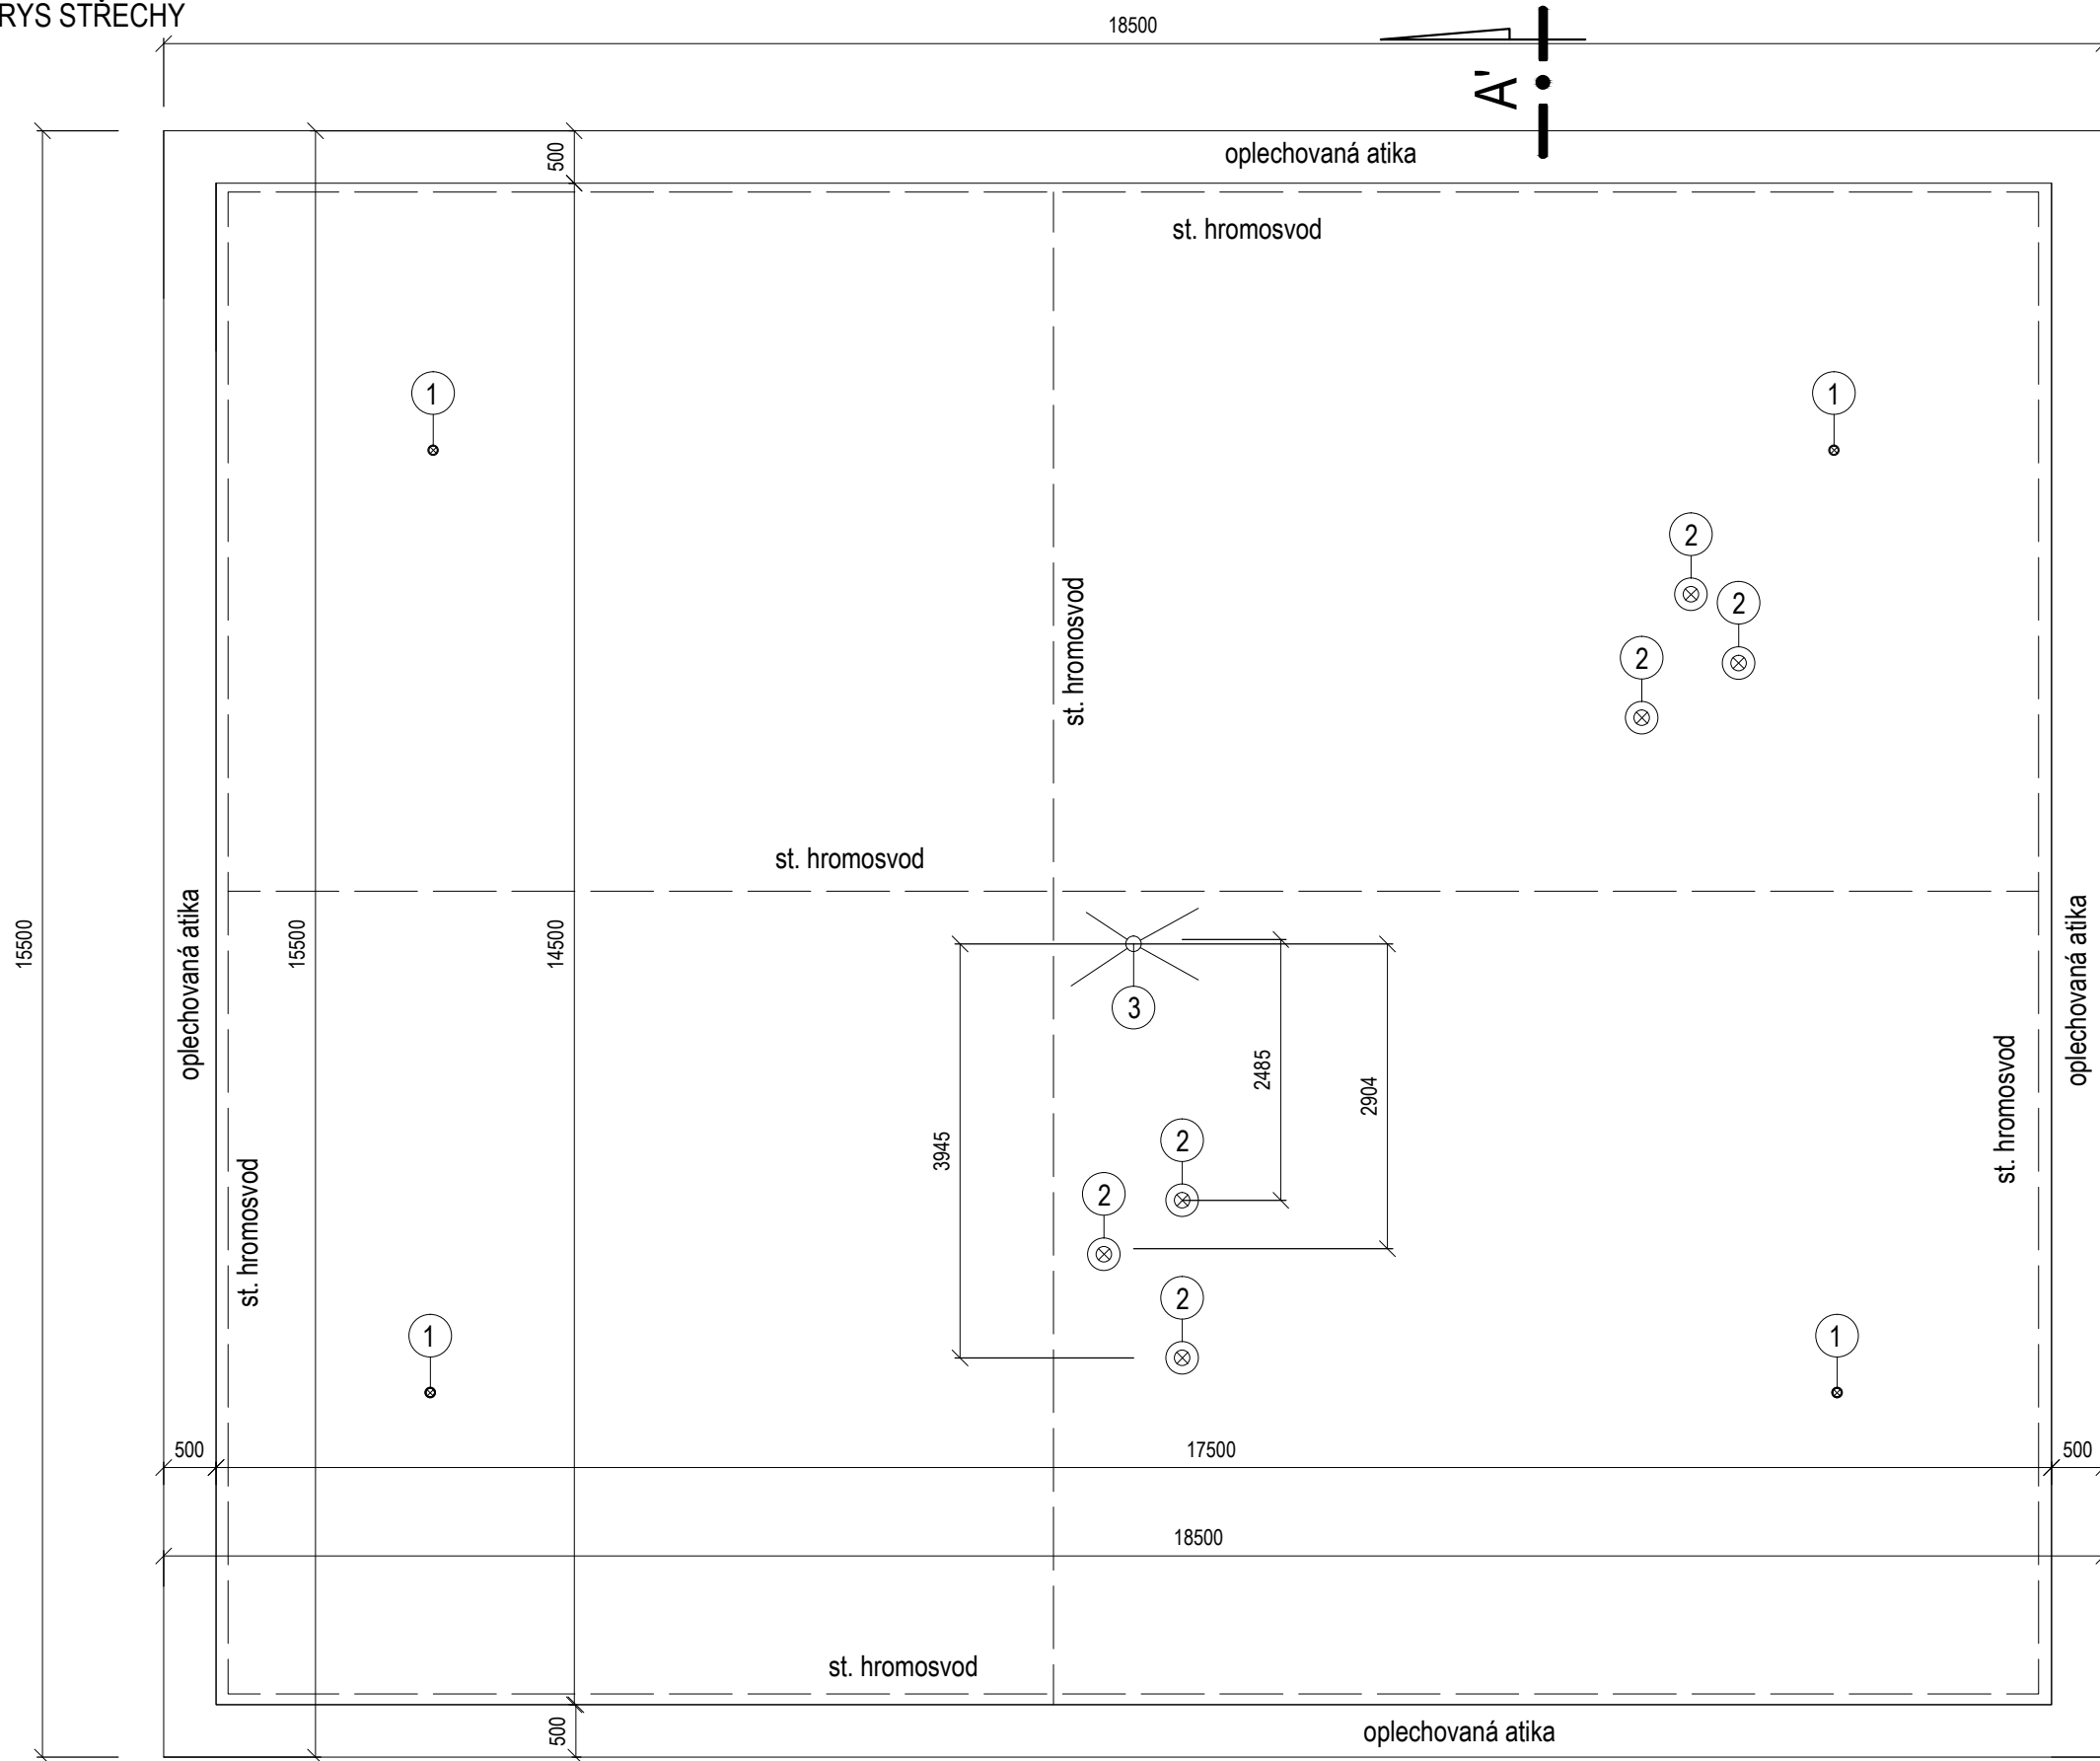 RYS STŘECHY
18500
A'
500
oplechovaná atika
st. hromosvod
1
1
2
2
2
st. hromosvod
st. hromosvod
oplechovaná atika
15500
15500
14500
oplechovaná atika
3
2485
2904
3945
st. hromosvod
2
2
2
st. hromosvod
1
1
500
17500
500
18500
st. hromosvod
500
oplechovaná atika